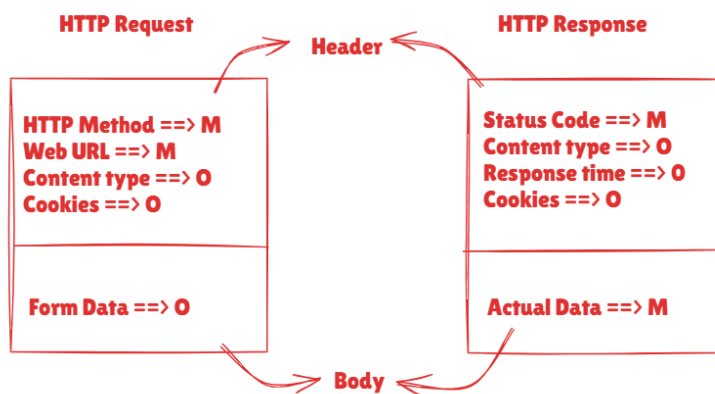 HTTP Request
HTTP Response
Header
HTTP Method ==> M
Web URL ==> M
Content type ==> O
Cookies ==> O
Status Code ==> M
Content type ==> O
Response time ==> O
Cookies ==> O
Form Data ==> O
Actual Data ==> M
Body